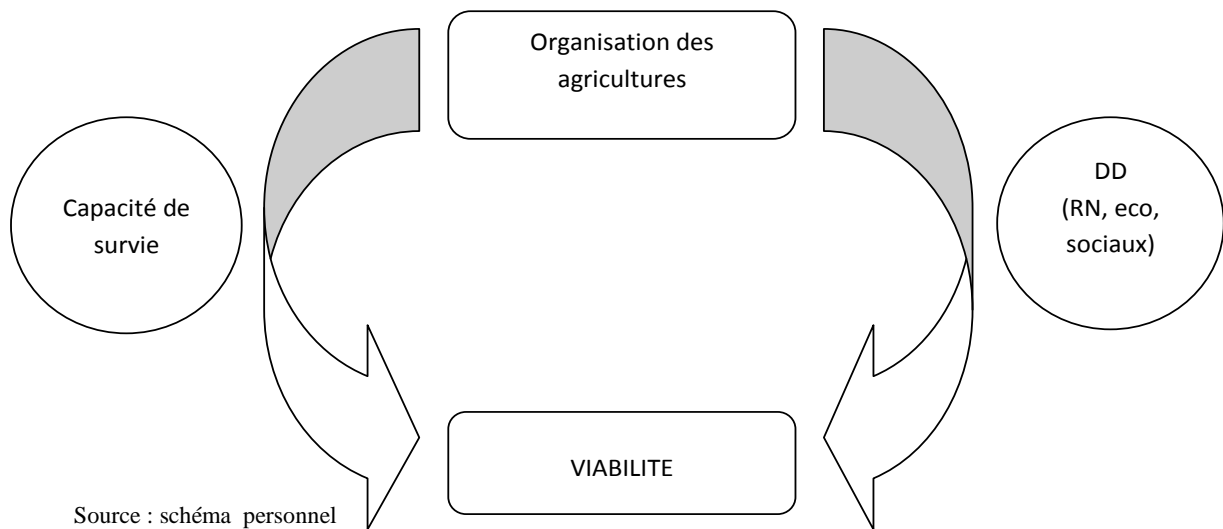 Organisation des
agricultures
Capacité de
survie
DD
(RN, eco,
sociaux)
VIABILITE
Source : schéma personnel